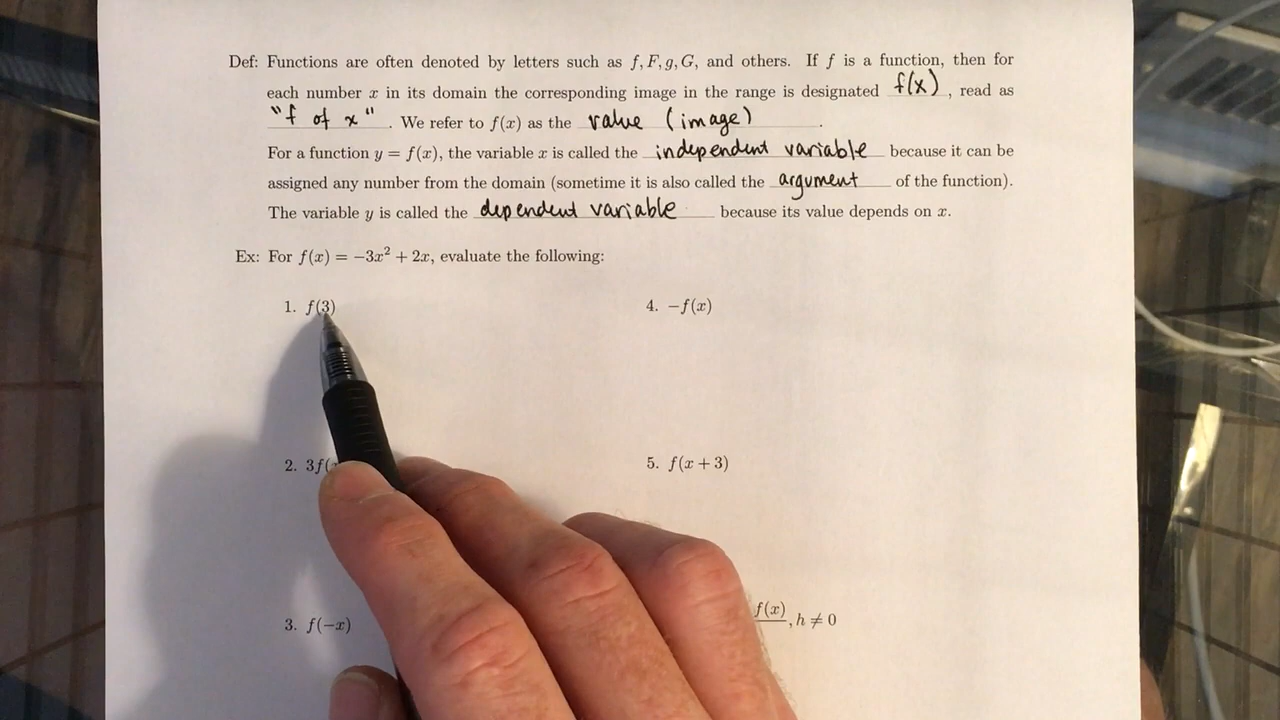 Def: Functions are often denoted by letters such as f, F, g, G, and others. If f is a function, then for
each number x in its domain the corresponding image in the range is designated f(x), read as
"f of x". We refer to f(x) as the value (image).
For a function y = f(x), the variable x is called the independent variable because it can be
assigned any number from the domain (sometime it is also called the argument of the function).
The variable y is called the dependent variable because its value depends on x.
Ex: For f(x) = −3x² + 2x, evaluate the following:
1. f(3)
4. −f(x)
2. 3f(
5. f(x + 3)
3. f(−x)
f(x)
, h ≠ 0